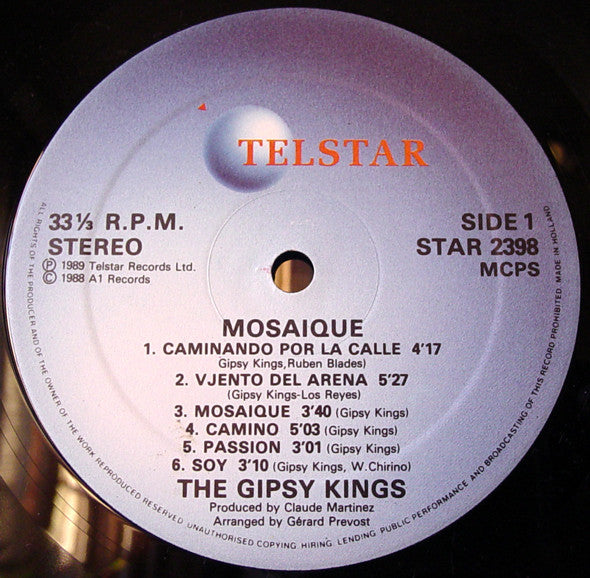 TELSTAR
33⅓ R.P.M.
STEREO
Ⓟ 1989 Telstar Records Ltd.
© 1988 A1 Records
SIDE 1
STAR 2398
MCPS
MOSAIQUE
1. CAMINANDO POR LA CALLE 4'17
Gipsy Kings,Ruben Blades)
2. VJENTO DEL ARENA 5'27
(Gipsy Kings-Los Reyes)
3. MOSAIQUE 3'40 (Gipsy Kings)
4. CAMINO 5'03 (Gipsy Kings)
5. PASSION 3'01 (Gipsy Kings)
6. SOY 3'10 (Gipsy Kings, W.Chirino)
THE GIPSY KINGS
Produced by Claude Martinez
Arranged by Gérard Prevost
ALL RIGHTS OF THE PRODUCER AND OF THE OWNER OF THE WORK REPRODUCED RESERVED UNAUTHORISED COPYING HIRING LENDING PUBLIC PERFORMANCE AND BROADCASTING OF THIS RECORD PROHIBITED. MADE IN HOLLAND